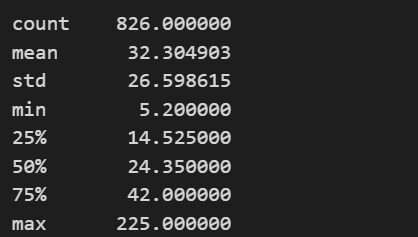 count 826.000000
mean 32.304903
std 26.598615
min 5.200000
25% 14.525000
50% 24.350000
75% 42.000000
max 225.000000